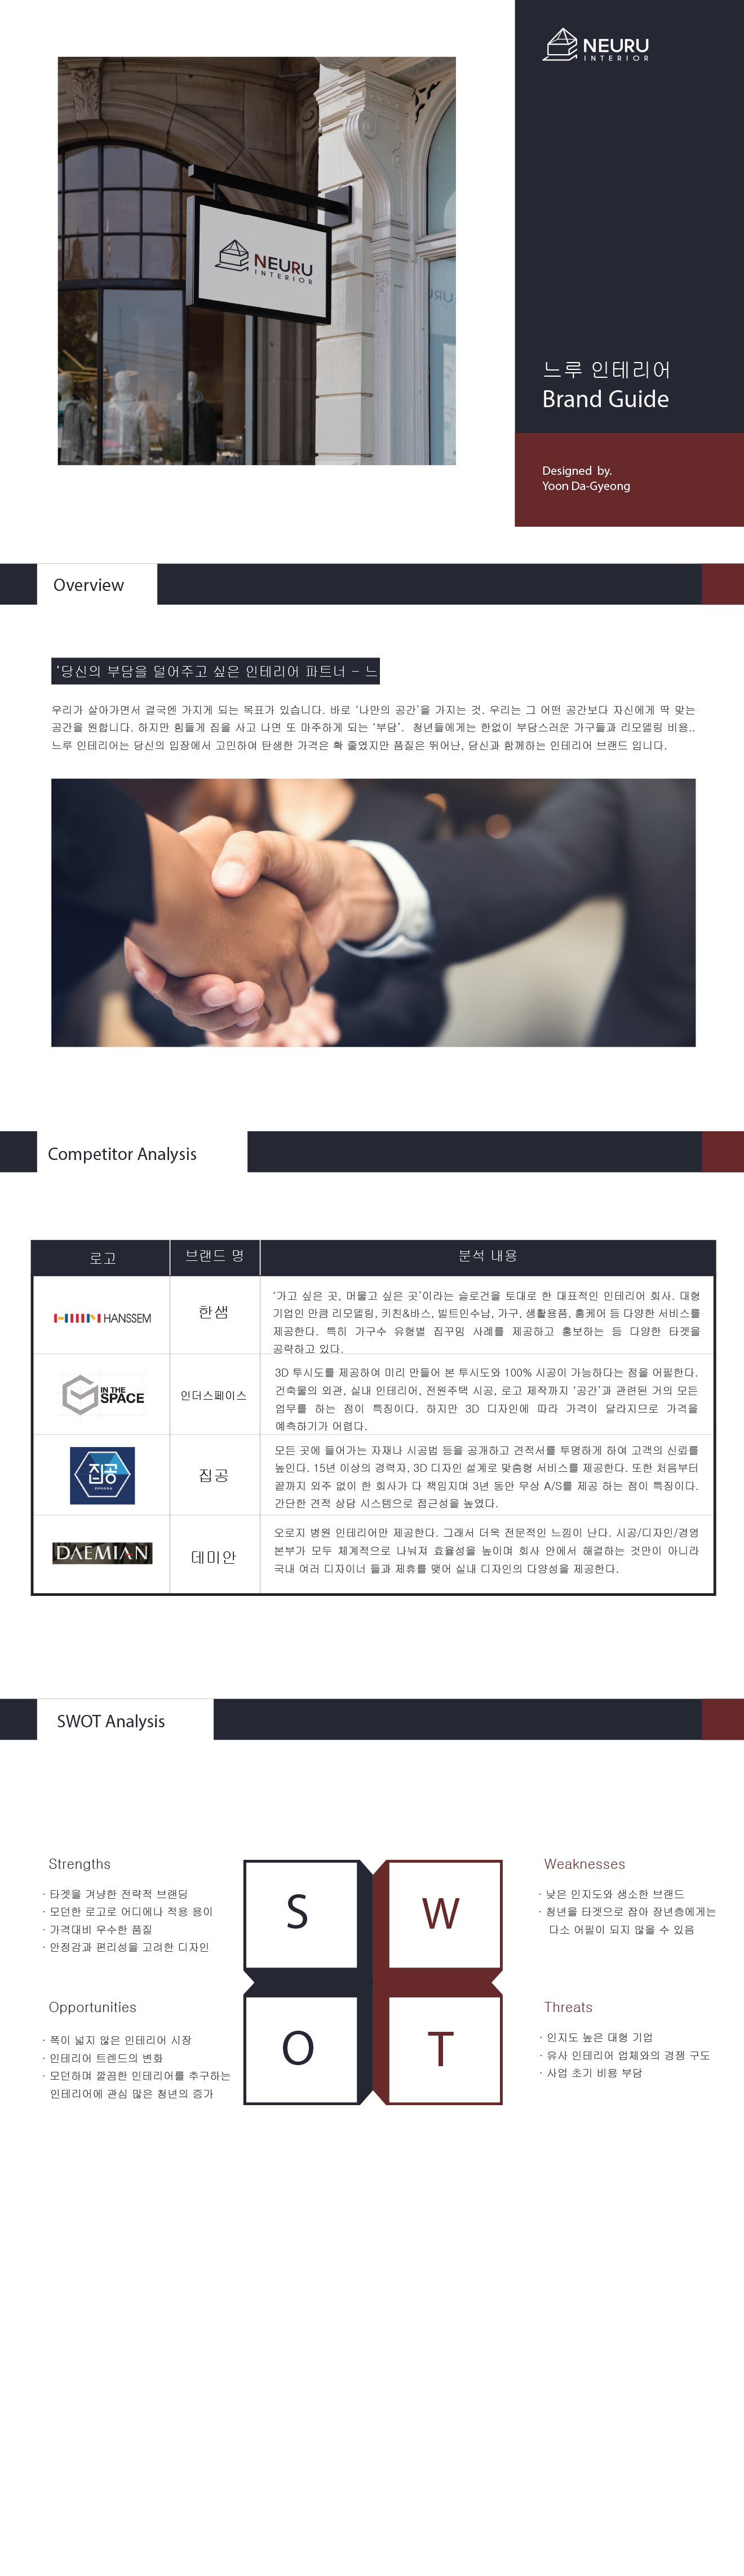 NEURU
INTERIOR
NEURU
INTERIOR
느루 인테리어
Brand Guide
Designed by.
Yoon Da-Gyeong
Overview
‘당신의 부담을 덜어주고 싶은 인테리어 파트너 - 느
우리가 살아가면서 결국엔 가지게 되는 목표가 있습니다. 바로 ‘나만의 공간’을 가지는 것. 우리는 그 어떤 공간보다 자신에게 딱 맞는
공간을 원합니다. 하지만 힘들게 짐을 사고 나면 또 마주하게 되는 ‘부담’. 청년들에게는 한없이 부담스러운 가구들과 리모델링 비용..
느루 인테리어는 당신의 입장에서 고민하여 탄생한 가격은 확 줄였지만 품질은 뛰어난, 당신과 함께하는 인테리어 브랜드 입니다.
Competitor Analysis
로고
브랜드 명
분석 내용
HANSSEM
한샘
‘가고 싶은 곳, 머물고 싶은 곳’이라는 슬로건을 토대로 한 대표적인 인테리어 회사. 대형
기업인 만큼 리모델링, 키친&바스, 빌트인수납, 가구, 생활용품, 홈케어 등 다양한 서비스를
제공한다. 특히 가구수 유형별 집꾸밈 사례를 제공하고 홍보하는 등 다양한 타겟을
공략하고 있다.
IN THE
SPACE
인더스페이스
3D 투시도를 제공하여 미리 만들어 본 투시도와 100% 시공이 가능하다는 점을 어필한다.
건축물의 외관, 실내 인테리어, 전원주택 시공, 로고 제작까지 ‘공간’과 관련된 거의 모든
업무를 하는 점이 특징이다. 하지만 3D 디자인에 따라 가격이 달라지므로 가격을
예측하기가 어렵다.
집공
집공
모든 곳에 들어가는 자재나 시공법 등을 공개하고 견적서를 투명하게 하여 고객의 신뢰를
높인다. 15년 이상의 경력자, 3D 디자인 설계로 맞춤형 서비스를 제공한다. 또한 처음부터
끝까지 외주 없이 한 회사가 다 책임지며 3년 동안 무상 A/S를 제공 하는 점이 특징이다.
간단한 견적 상담 시스템으로 접근성을 높였다.
DAEMIAN
데미안
오로지 병원 인테리어만 제공한다. 그래서 더욱 전문적인 느낌이 난다. 시공/디자인/경영
본부가 모두 체계적으로 나눠져 효율성을 높이며 회사 안에서 해결하는 것만이 아니라
국내 여러 디자이너 들과 제휴를 맺어 실내 디자인의 다양성을 제공한다.
SWOT Analysis
Strengths
· 타겟을 겨냥한 전략적 브랜딩
· 모던한 로고로 어디에나 적용 용이
· 가격대비 우수한 품질
· 안정감과 편리성을 고려한 디자인
S
W
Weaknesses
· 낮은 인지도와 생소한 브랜드
· 청년을 타겟으로 잡아 장년층에게는
다소 어필이 되지 않을 수 있음
Opportunities
· 폭이 넓지 않은 인테리어 시장
· 인테리어 트렌드의 변화
· 모던하며 깔끔한 인테리어를 추구하는
인테리어에 관심 많은 청년의 증가
O
T
Threats
· 인지도 높은 대형 기업
· 유사 인테리어 업체와의 경쟁 구도
· 사업 초기 비용 부담